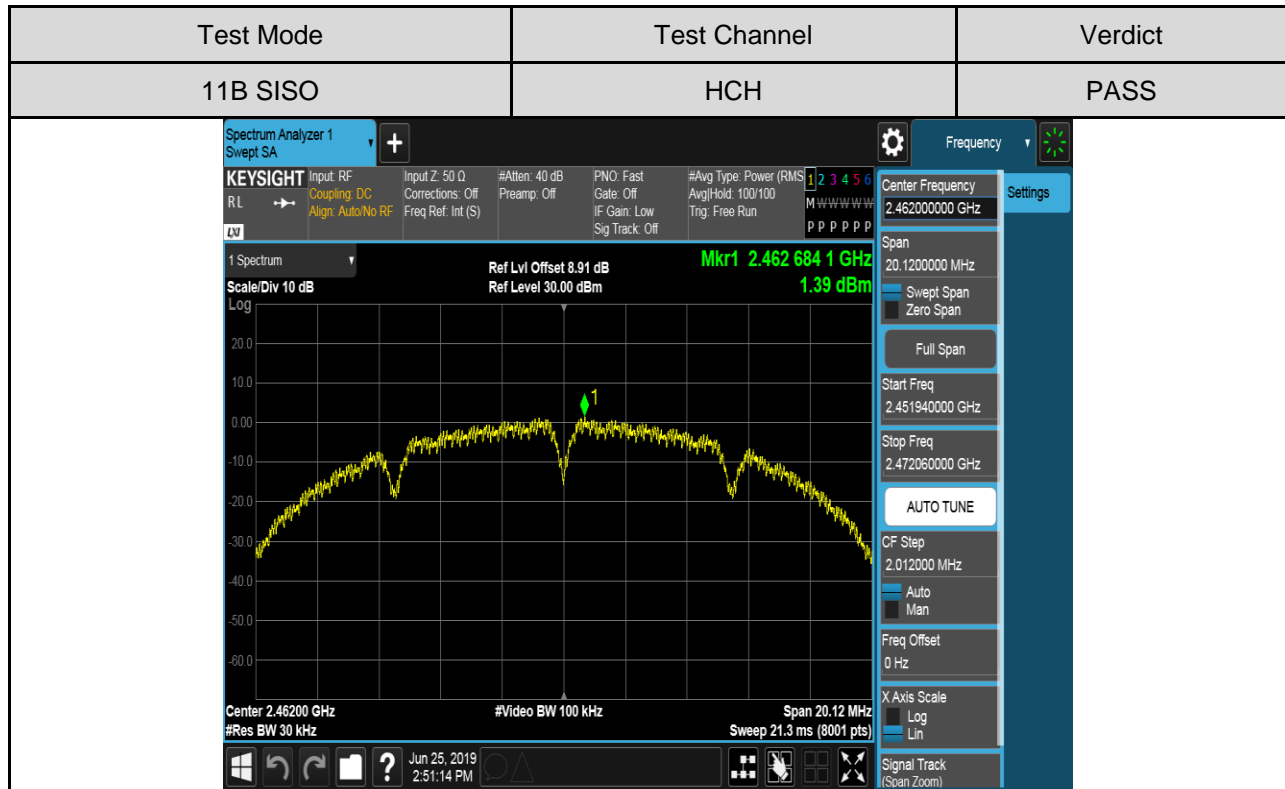 Test Mode Test Channel Verdict
11B SISO HCH PASS
Spectrum Analyzer 1
Swept SA
+
Frequency
KEYSIGHT
RL
LXI
Input: RF
Coupling: DC
Align: Auto/No RF
Input Z: 50 Ω
Corrections: Off
Freq Ref: Int (S)
#Atten: 40 dB
Preamp: Off
PNO: Fast
Gate: Off
IF Gain: Low
Sig Track: Off
#Avg Type: Power (RMS
Avg|Hold: 100/100
Trig: Free Run
1 2 3 4 5 6
M W W W W W
P P P P P P
1 Spectrum
Scale/Div 10 dB
Ref Lvl Offset 8.91 dB
Ref Level 30.00 dBm
Mkr1 2.462 684 1 GHz
1.39 dBm
Log
20.0
10.0
0.00
-10.0
-20.0
-30.0
-40.0
-50.0
-60.0
1
Center 2.46200 GHz
#Res BW 30 kHz
#Video BW 100 kHz
Span 20.12 MHz
Sweep 21.3 ms (8001 pts)
Center Frequency
2.462000000 GHz
Settings
Span
20.1200000 MHz
Swept Span
Zero Span
Full Span
Start Freq
2.451940000 GHz
Stop Freq
2.472060000 GHz
AUTO TUNE
CF Step
2.012000 MHz
Auto
Man
Freq Offset
0 Hz
X Axis Scale
Log
Lin
Signal Track
(Span Zoom)
?
Jun 25, 2019
2:51:14 PM